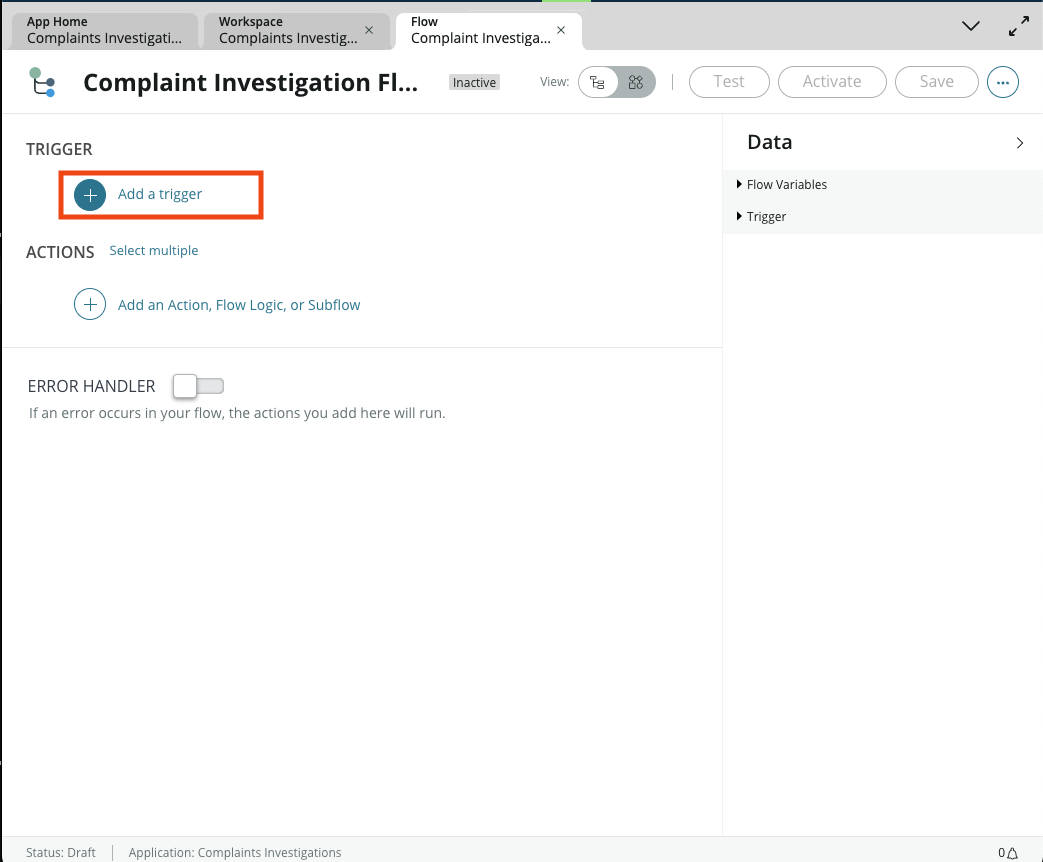 App Home
Complaints Investigati...
Workspace
Complaints Investig...
Flow
Complaint Investiga...
Complaint Investigation Fl...
Inactive
View:
Test
Activate
Save
TRIGGER
Add a trigger
ACTIONS
Select multiple
Add an Action, Flow Logic, or Subflow
ERROR HANDLER
If an error occurs in your flow, the actions you add here will run.
Data
Flow Variables
Trigger
Status: Draft
Application: Complaints Investigations
0